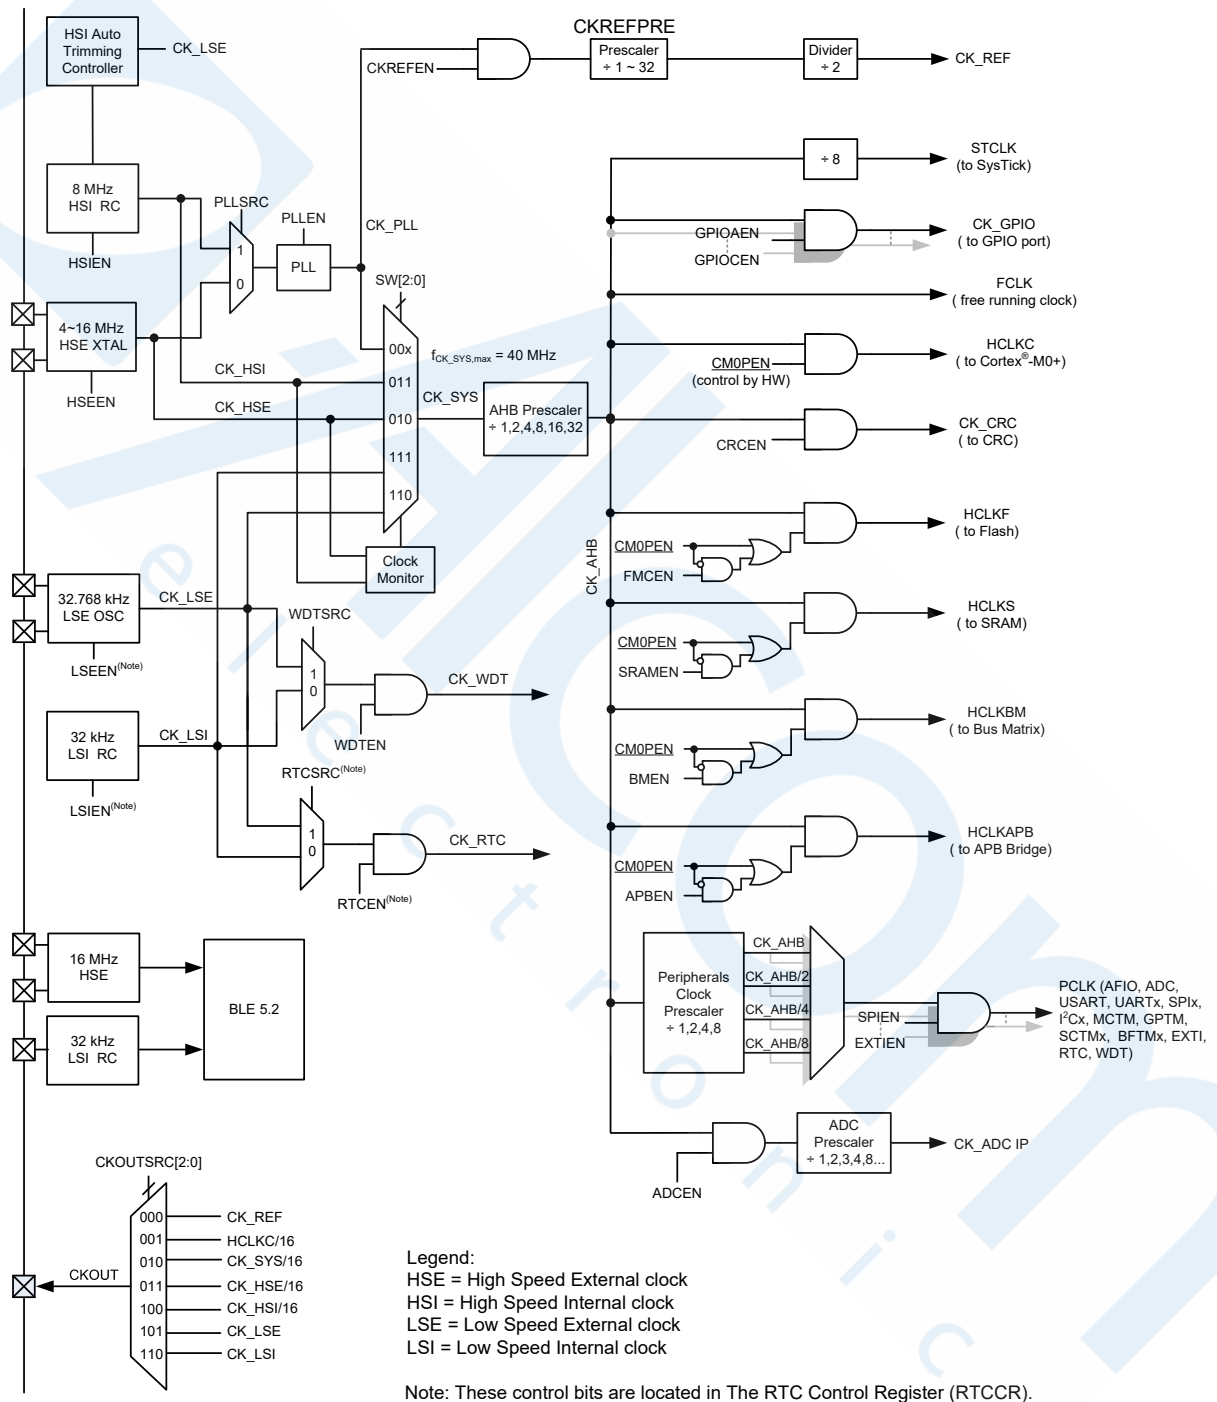 HSI Auto
Trimming
Controller
CK_LSE
CKREFPRE
CKREFEN
Prescaler
÷ 1 ~ 32
Divider
÷ 2
CK_REF
8 MHz
HSI RC
HSIEN
PLLSRC
1
0
PLLEN
PLL
CK_PLL
÷ 8
STCLK
(to SysTick)
GPIOAEN
GPIOCEN
CK_GPIO
( to GPIO port)
FCLK
( free running clock)
4~16 MHz
HSE XTAL
HSEEN
SW[2:0]
00x
011
010
111
110
fCK_SYS,max = 40 MHz
CK_HSI
CK_HSE
CK_SYS
AHB Prescaler
÷ 1,2,4,8,16,32
CM0PEN
(control by HW)
HCLKC
( to Cortex®-M0+)
CRCEN
CK_CRC
( to CRC)
Clock
Monitor
CK_AHB
CM0PEN
FMCEN
HCLKF
( to Flash)
32.768 kHz
LSE OSC
LSEEN(Note)
CK_LSE
WDTSRC
1
0
WDTEN
CK_WDT
CM0PEN
SRAMEN
HCLKS
( to SRAM)
32 kHz
LSI RC
LSIEN(Note)
CK_LSI
RTCSRC(Note)
1
0
RTCEN(Note)
CK_RTC
CM0PEN
BMEN
HCLKBM
( to Bus Matrix)
CM0PEN
APBEN
HCLKAPB
( to APB Bridge)
16 MHz
HSE
32 kHz
LSI RC
BLE 5.2
Peripherals
Clock
Prescaler
÷ 1,2,4,8
CK_AHB
CK_AHB/2
CK_AHB/4
CK_AHB/8
SPIEN
EXTIEN
PCLK (AFIO, ADC,
USART, UARTx, SPIx,
I²Cx, MCTM, GPTM,
SCTMx, BFTMx, EXTI,
RTC, WDT)
ADCEN
ADC
Prescaler
÷ 1,2,3,4,8...
CK_ADC IP
CKOUTSRC[2:0]
CKOUT
000 CK_REF
001 HCLKC/16
010 CK_SYS/16
011 CK_HSE/16
100 CK_HSI/16
101 CK_LSE
110 CK_LSI
Legend:
HSE = High Speed External clock
HSI = High Speed Internal clock
LSE = Low Speed External clock
LSI = Low Speed Internal clock
Note: These control bits are located in The RTC Control Register (RTCCR).
electronic